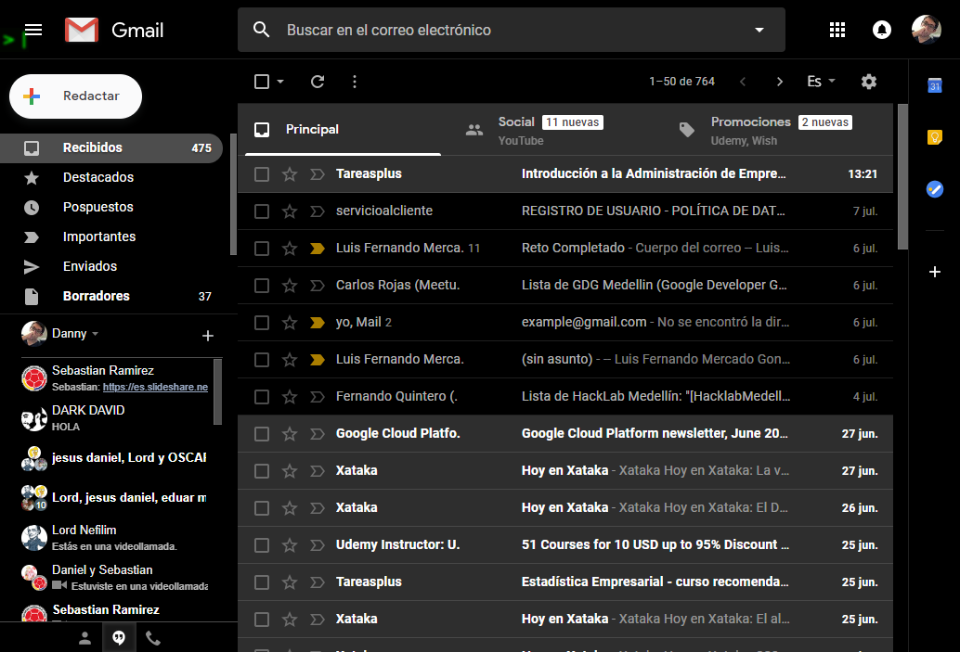 Gmail
Buscar en el correo electrónico
Redactar
1–50 de 764
Es
31
Principal
Social 11 nuevas
YouTube
Promociones 2 nuevas
Udemy, Wish
Recibidos 475
Destacados
Pospuestos
Importantes
Enviados
Borradores 37
Danny
Sebastian Ramirez
Sebastian: https://es.slideshare.ne
DARK DAVID
HOLA
jesus daniel, Lord y OSCAR
Lord, jesus daniel, eduar m
10
Lord Nefilim
Estás en una videollamada.
Daniel y Sebastian
Estuviste en una videollamada
Sebastian Ramirez
Tareasplus Introducción a la Administración de Empre... 13:21
servicioalcliente REGISTRO DE USUARIO - POLÍTICA DE DAT... 7 jul.
Luis Fernando Merca. 11 Reto Completado - Cuerpo del correo -- Luis... 6 jul.
Carlos Rojas (Meetu. Lista de GDG Medellin (Google Developer G... 6 jul.
yo, Mail 2 example@gmail.com - No se encontró la dir... 6 jul.
Luis Fernando Merca. (sin asunto) - -- Luis Fernando Mercado Gon... 6 jul.
Fernando Quintero (. Lista de HackLab Medellín: "[HacklabMedell... 4 jul.
Google Cloud Platfo. Google Cloud Platform newsletter, June 20... 27 jun.
Xataka Hoy en Xataka - Xataka Hoy en Xataka: La v... 27 jun.
Xataka Hoy en Xataka - Xataka Hoy en Xataka: El D... 26 jun.
Udemy Instructor: U. 51 Courses for 10 USD up to 95% Discount ... 25 jun.
Tareasplus Estadística Empresarial - curso recomenda... 25 jun.
Xataka Hoy en Xataka - Xataka Hoy en Xataka: El al... 25 jun.